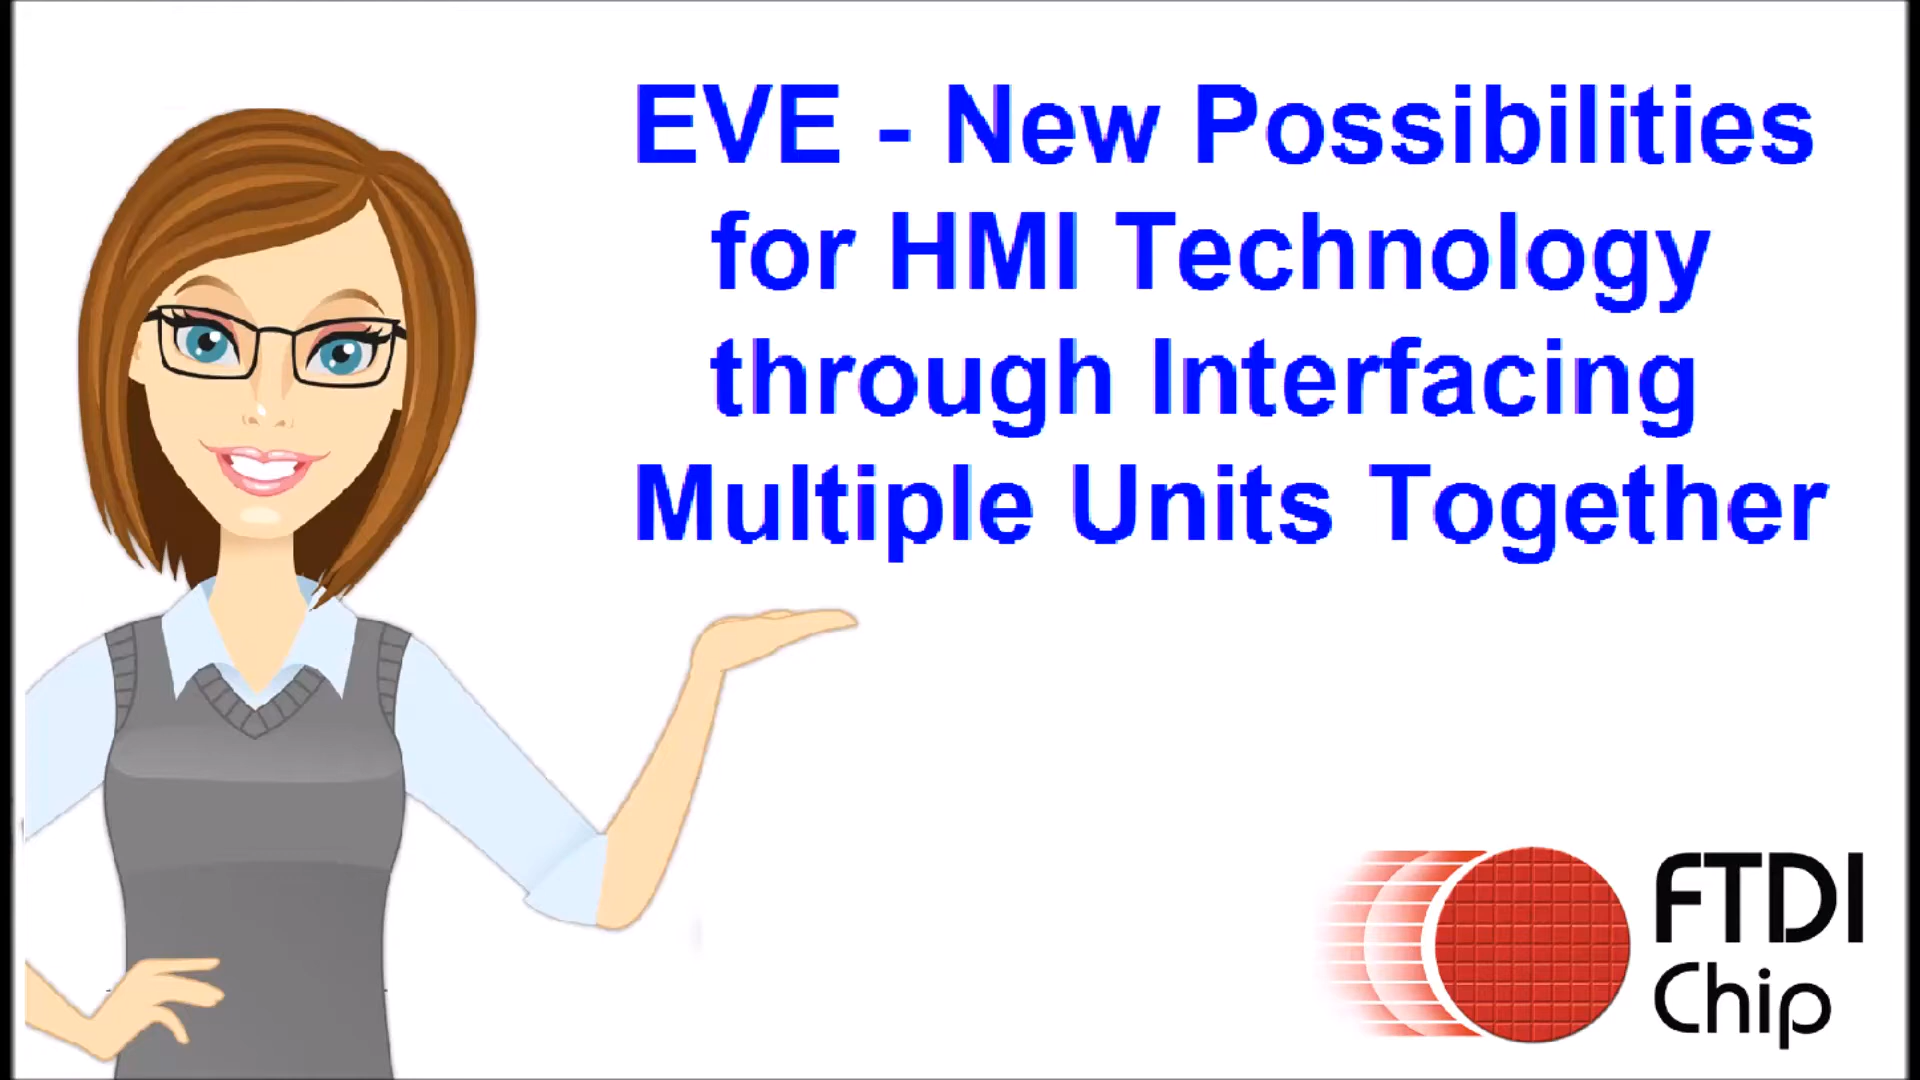 EVE - New Possibilities
for HMI Technology
through Interfacing
Multiple Units Together
FTDI
Chip